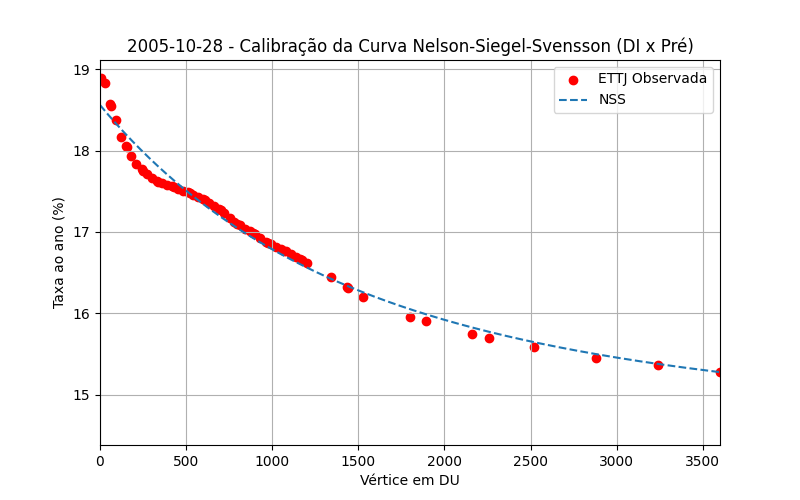 2005-10-28 - Calibração da Curva Nelson-Siegel-Svensson (DI x Pré)
ETTJ Observada
NSS
Taxa ao ano (%)
19
18
17
16
15
0 500 1000 1500 2000 2500 3000 3500
Vértice em DU